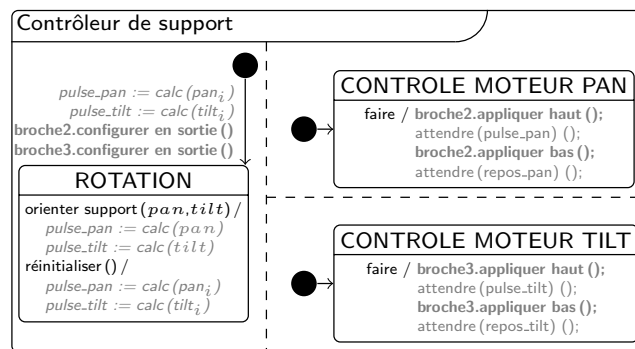 Contrôleur de support
pulse_pan := calc (pan_i)
pulse_tilt := calc (tilt_i)
broche2.configurer en sortie ()
broche3.configurer en sortie ()
ROTATION
orienter support (pan,tilt) /
pulse_pan := calc (pan)
pulse_tilt := calc (tilt)
réinitialiser () /
pulse_pan := calc (pan_i)
pulse_tilt := calc (tilt_i)
CONTROLE MOTEUR PAN
faire / broche2.appliquer haut ();
attendre (pulse_pan) ();
broche2.appliquer bas ();
attendre (repos_pan) ();
CONTROLE MOTEUR TILT
faire / broche3.appliquer haut ();
attendre (pulse_tilt) ();
broche3.appliquer bas ();
attendre (repos_tilt) ();